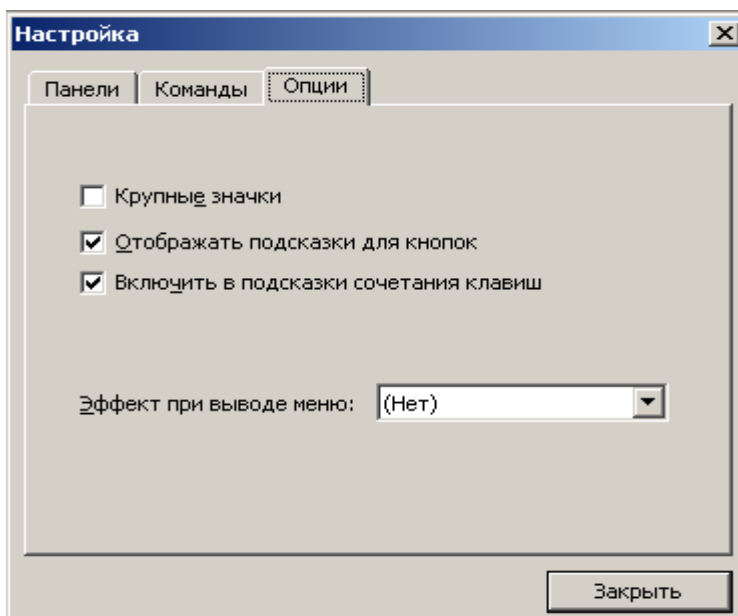 Настройка
Панели Команды Опции
Крупные значки
Отображать подсказки для кнопок
Включить в подсказки сочетания клавиш
Эффект при выводе меню: (Нет)
Закрыть